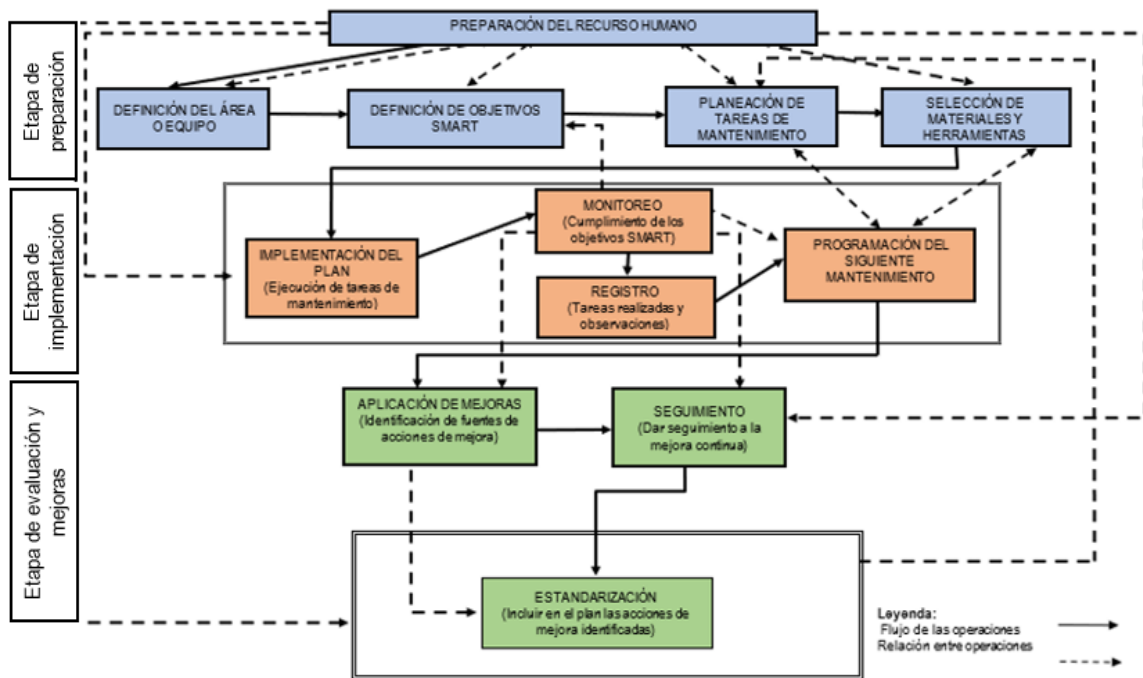 PREPARACIÓN DEL RECURSO HUMANO
Etapa de
preparación
DEFINICIÓN DEL ÁREA
O EQUIPO
DEFINICIÓN DE OBJETIVOS
SMART
PLANEACIÓN DE
TAREAS DE
MANTENIMIENTO
SELECCIÓN DE
MATERIALES Y
HERRAMIENTAS
Etapa de
implementación
IMPLEMENTACIÓN DEL
PLAN
(Ejecución de tareas de
mantenimiento)
MONITOREO
(Cumplimiento de los
objetivos SMART)
REGISTRO
(Tareas realizadas y
observaciones)
PROGRAMACIÓN DEL
SIGUIENTE
MANTENIMIENTO
Etapa de evaluación y
mejoras
APLICACIÓN DE MEJORAS
(Identificación de fuentes de
acciones de mejora)
SEGUIMIENTO
(Dar seguimiento a la
mejora continua)
ESTANDARIZACIÓN
(Incluir en el plan las acciones de
mejora identificadas)
Leyenda:
Flujo de las operaciones
Relación entre operaciones